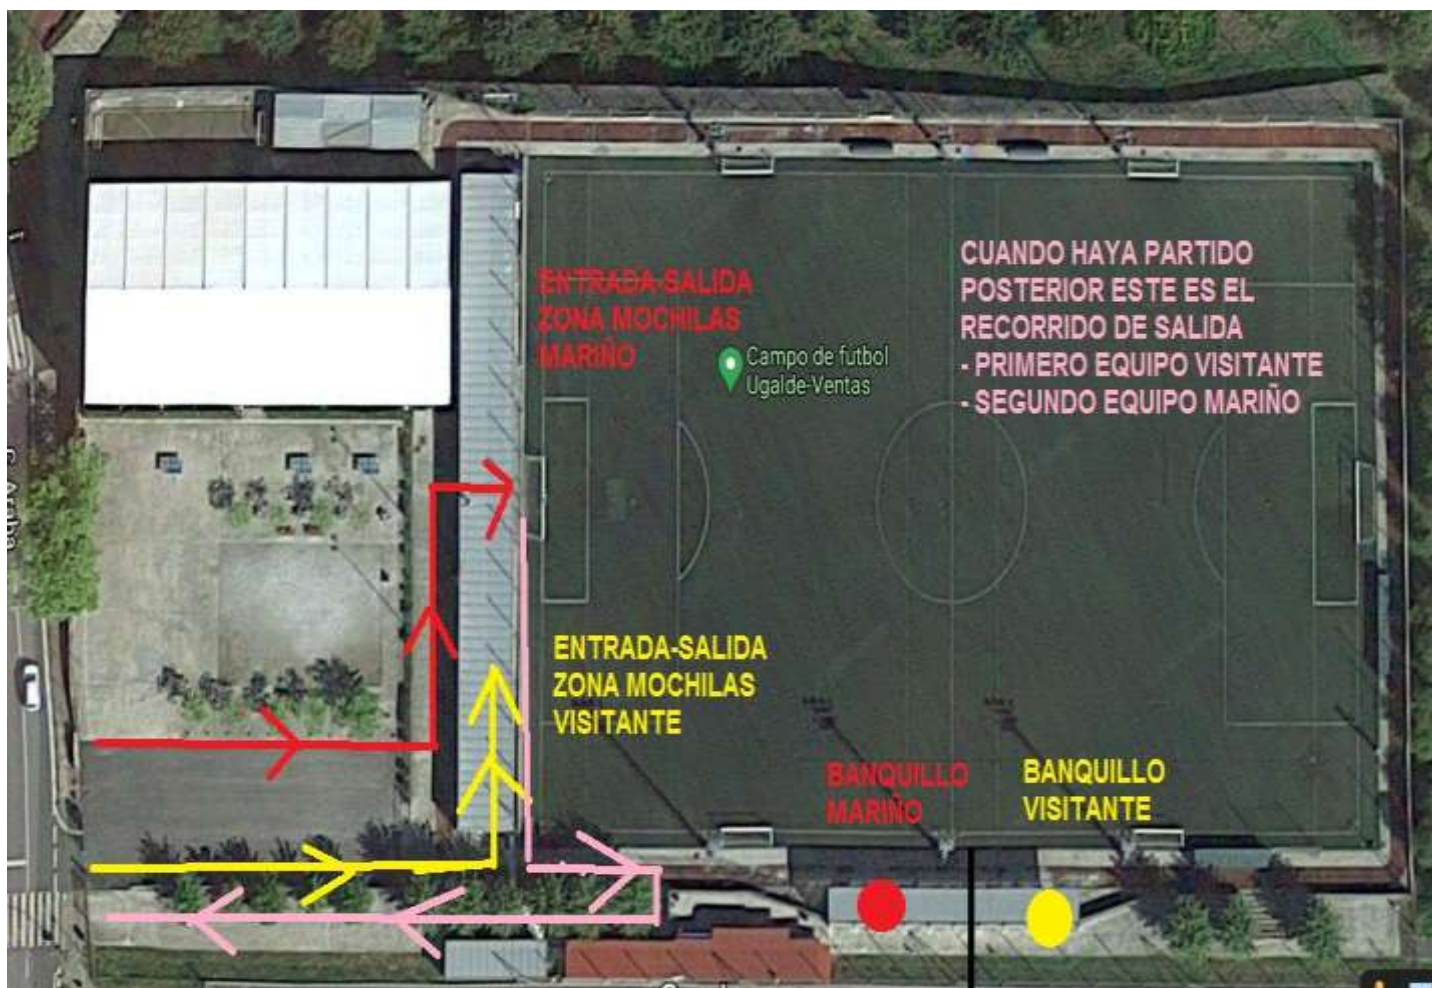 ENTRADA-SALIDA
ZONA MOCHILAS
MARIÑO
CUANDO HAYA PARTIDO
POSTERIOR ESTE ES EL
RECORRIDO DE SALIDA
- PRIMERO EQUIPO VISITANTE
- SEGUNDO EQUIPO MARIÑO
Campo de fútbol
Ugalde-Ventas
ENTRADA-SALIDA
ZONA MOCHILAS
VISITANTE
BANQUILLO
MARIÑO
BANQUILLO
VISITANTE